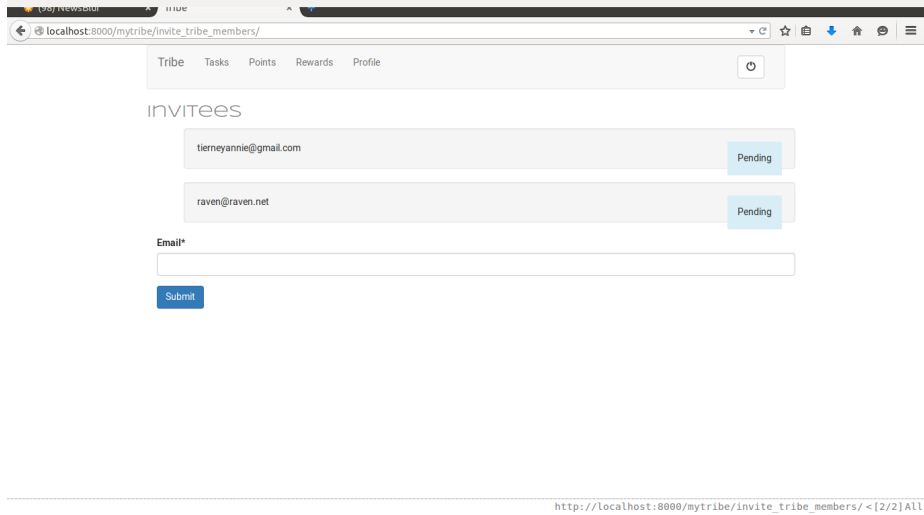 (98) NewsBlur × Tribe ×
localhost:8000/mytribe/invite_tribe_members/
Tribe Tasks Points Rewards Profile
Invitees
tierneyannie@gmail.com Pending
raven@raven.net Pending
Email*
Submit
http://localhost:8000/mytribe/invite_tribe_members/ <[2/2]All